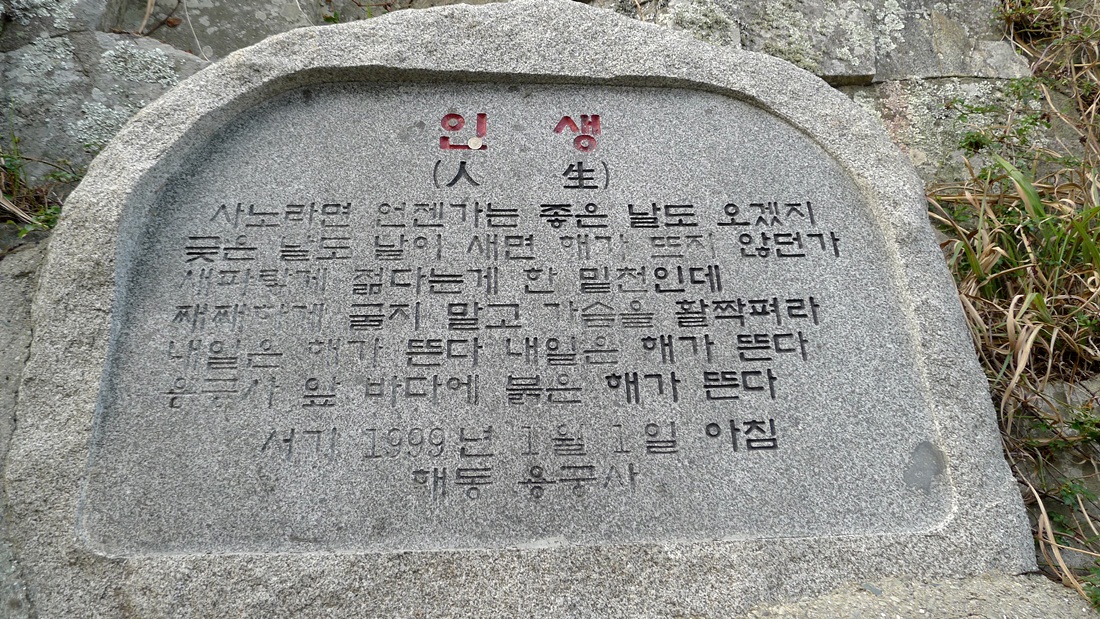 인 생
(人 生)
사노라면 언젠가는 좋은 날도 오겠지
궂은 날도 날이 새면 해가 뜨지 않던가
새파랗게 젊다는게 한 밑천인데
째째하게 굴지 말고 가슴을 활짝펴라
내일은 해가 뜬다 내일은 해가 뜬다
용궁사 앞 바다에 붉은 해가 뜬다
서기 1999년 1월 1일 아침
해동 용궁사